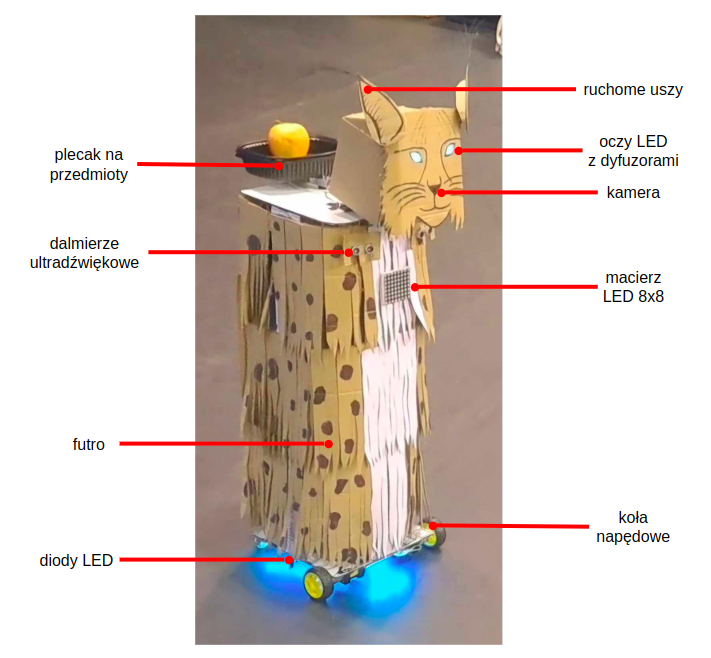 ruchome uszy
oczy LED
z dyfuzorami
plecak na
przedmioty
kamera
dalmierze
ultradźwiękowe
macierz
LED 8x8
futro
koła
napędowe
diody LED